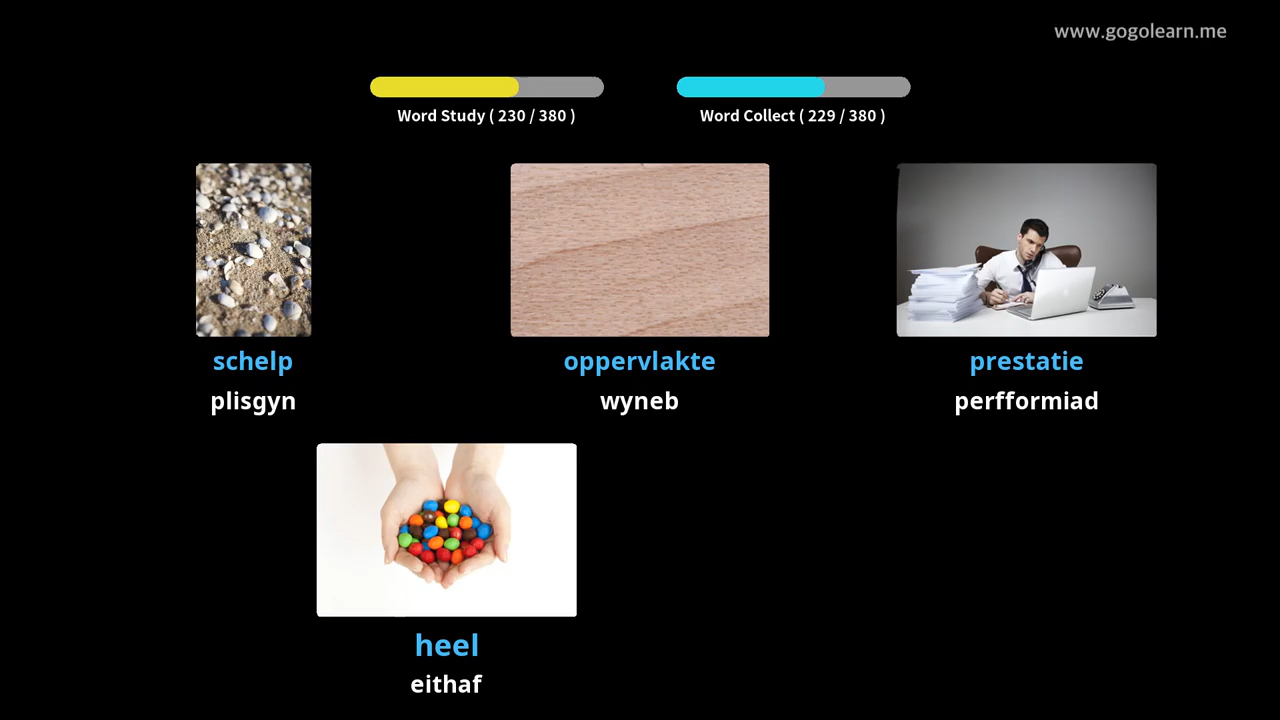 www.gogolearn.me
Word Study ( 230 / 380 )
Word Collect ( 229 / 380 )
schelp
plisgyn
oppervlakte
wyneb
prestatie
perfformiad
heel
eithaf